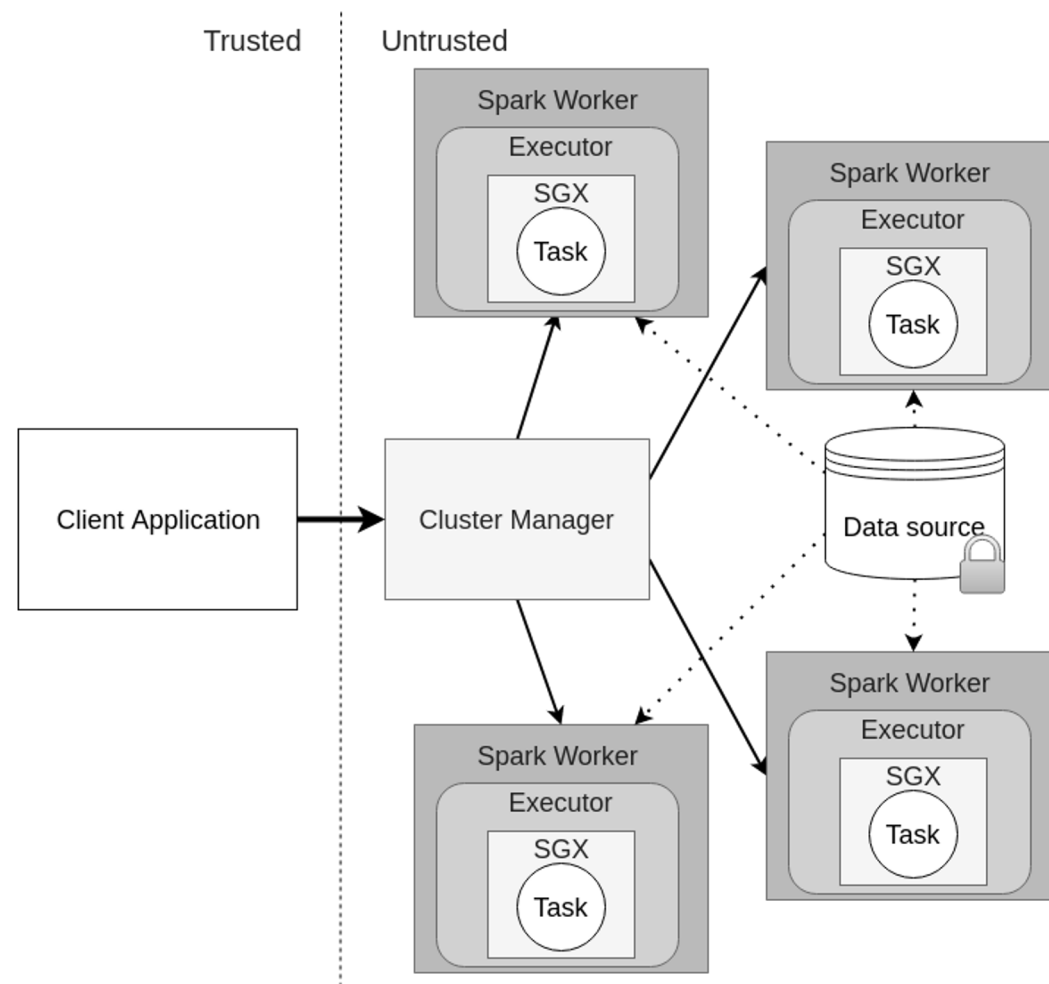 Trusted
Untrusted
Spark Worker
Executor
SGX
Task
Spark Worker
Executor
SGX
Task
Client Application
Cluster Manager
Data source
Spark Worker
Executor
SGX
Task
Spark Worker
Executor
SGX
Task